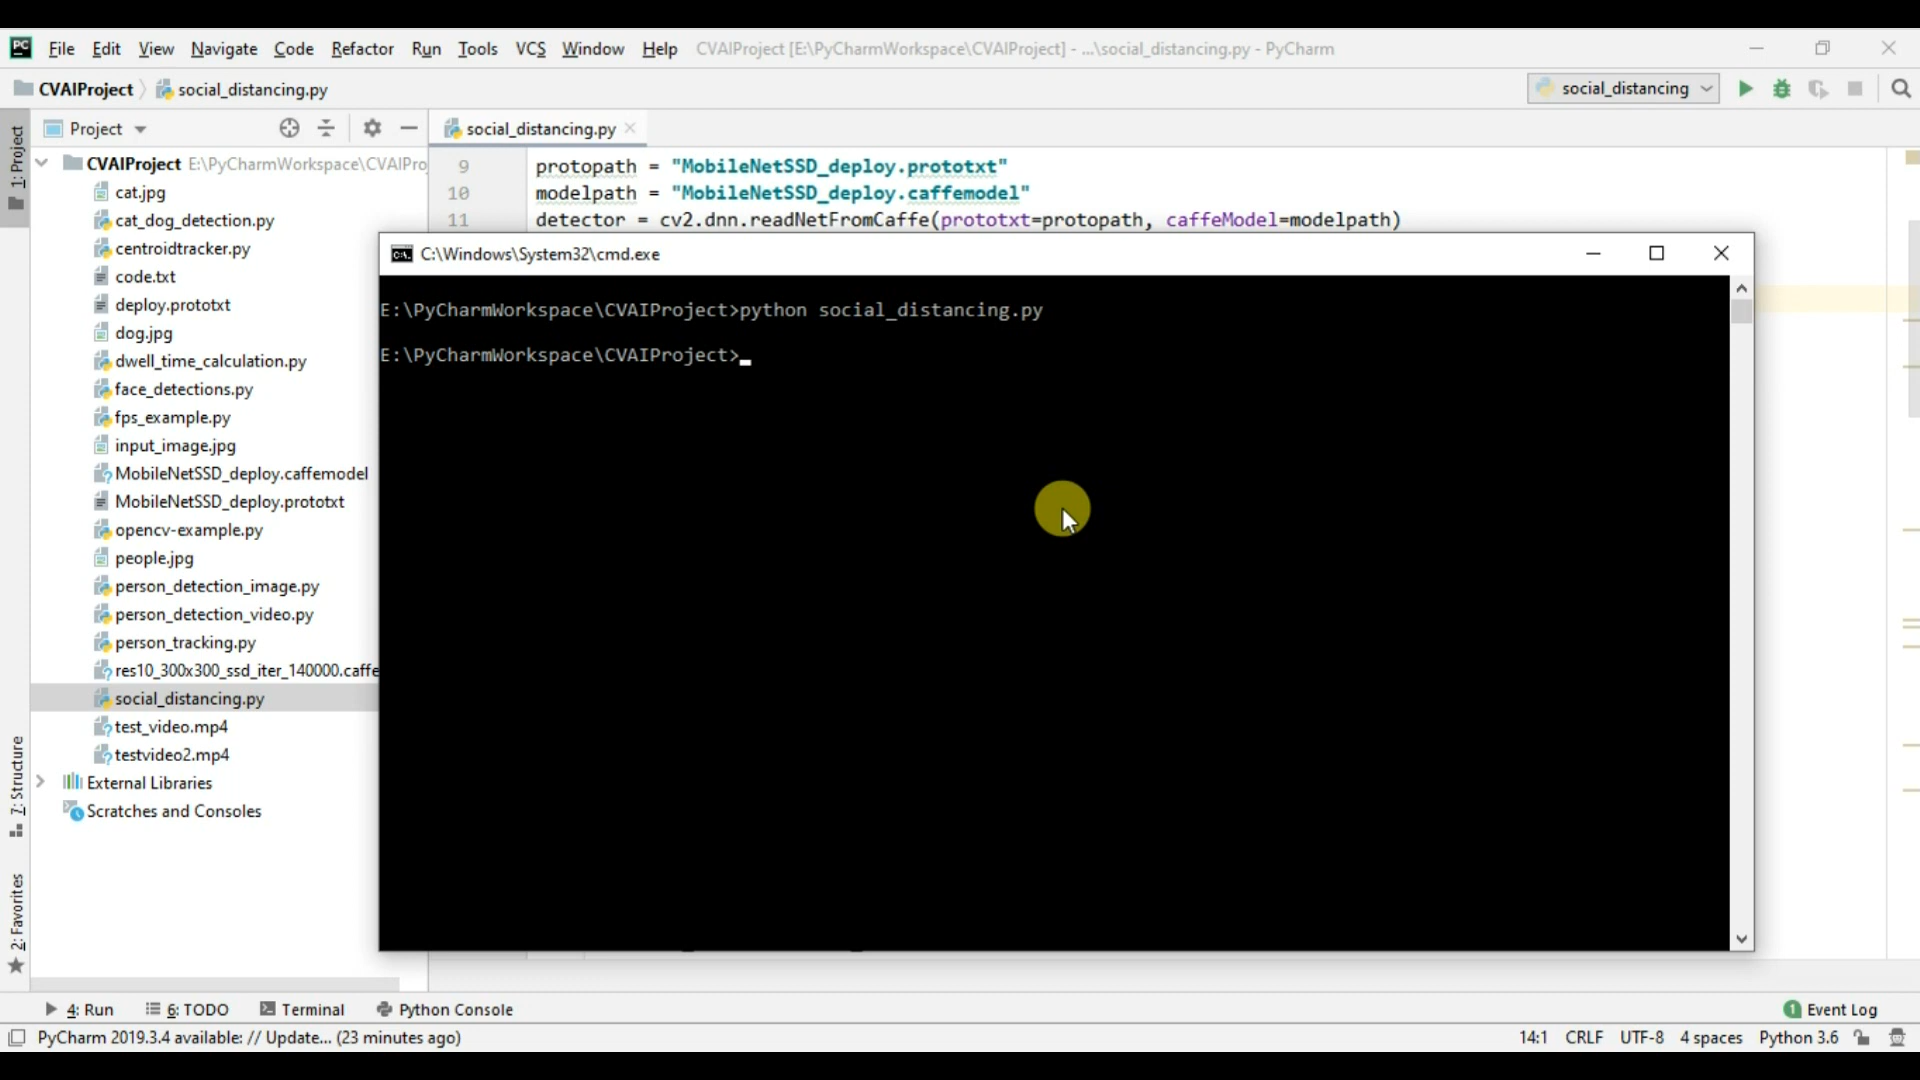 File Edit View Navigate Code Refactor Run Tools VCS Window Help CVAIProject [E:\PyCharmWorkspace\CVAIProject] - ...\social_distancing.py - PyCharm
CVAIProject social_distancing.py social_distancing
Project social_distancing.py
1: Project
CVAIProject E:\PyCharmWorkspace\CVAIPro
cat.jpg
cat_dog_detection.py
centroidtracker.py
code.txt
deploy.prototxt
dog.jpg
dwell_time_calculation.py
face_detections.py
fps_example.py
input_image.jpg
MobileNetSSD_deploy.caffemodel
MobileNetSSD_deploy.prototxt
opencv-example.py
people.jpg
person_detection_image.py
person_detection_video.py
person_tracking.py
res10_300x300_ssd_iter_140000.caffe
social_distancing.py
test_video.mp4
testvideo2.mp4
External Libraries
Scratches and Consoles
7: Structure
2: Favorites
9 protopath = "MobileNetSSD_deploy.prototxt"
10 modelpath = "MobileNetSSD_deploy.caffemodel"
11 detector = cv2.dnn.readNetFromCaffe(prototxt=protopath, caffeModel=modelpath)
C:\Windows\System32\cmd.exe
E:\PyCharmWorkspace\CVAIProject>python social_distancing.py
E:\PyCharmWorkspace\CVAIProject>
4: Run 6: TODO Terminal Python Console 1 Event Log
PyCharm 2019.3.4 available: // Update... (23 minutes ago) 14:1 CRLF UTF-8 4 spaces Python 3.6